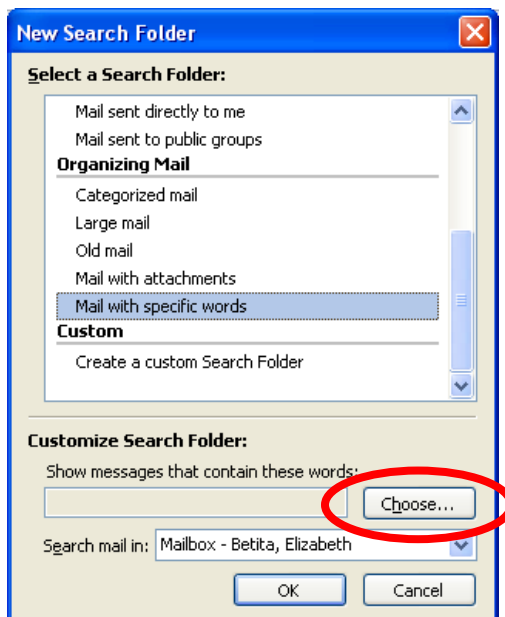 New Search Folder
Select a Search Folder:
Mail sent directly to me
Mail sent to public groups
Organizing Mail
Categorized mail
Large mail
Old mail
Mail with attachments
Mail with specific words
Custom
Create a custom Search Folder
Customize Search Folder:
Show messages that contain these words:
Choose...
Search mail in: Mailbox - Betita, Elizabeth
OK Cancel